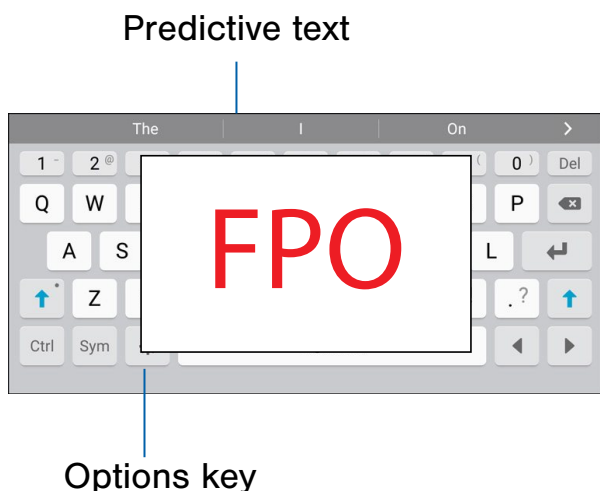 Predictive text
The I On >
1 - 2 @ ( 0 ) Del
Q W P
FPO
A S L
Z . ?
Ctrl Sym
Options key